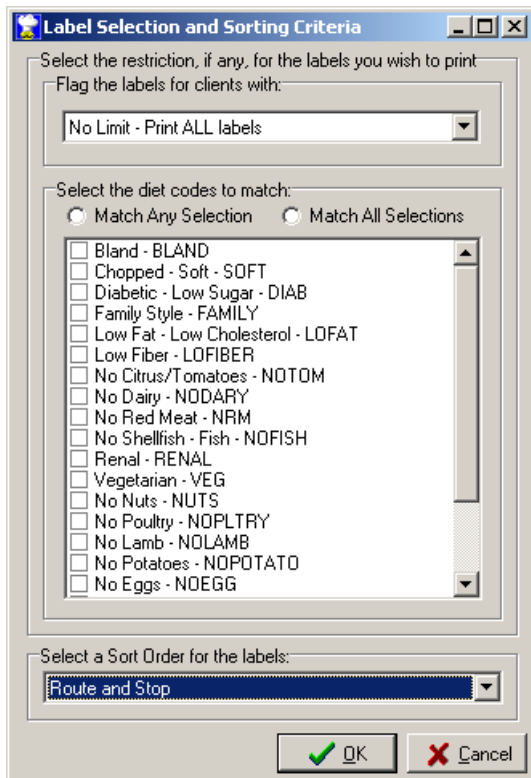 Label Selection and Sorting Criteria
Select the restriction, if any, for the labels you wish to print
Flag the labels for clients with:
No Limit - Print ALL labels
Select the diet codes to match:
Match Any Selection Match All Selections
Bland - BLAND
Chopped - Soft - SOFT
Diabetic - Low Sugar - DIAB
Family Style - FAMILY
Low Fat - Low Cholesterol - LOFAT
Low Fiber - LOFIBER
No Citrus/Tomatoes - NOTOM
No Dairy - NODARY
No Red Meat - NRM
No Shellfish - Fish - NOFISH
Renal - RENAL
Vegetarian - VEG
No Nuts - NUTS
No Poultry - NOPLTRY
No Lamb - NOLAMB
No Potatoes - NOPOTATO
No Eggs - NOEGG
Select a Sort Order for the labels:
Route and Stop
OK Cancel